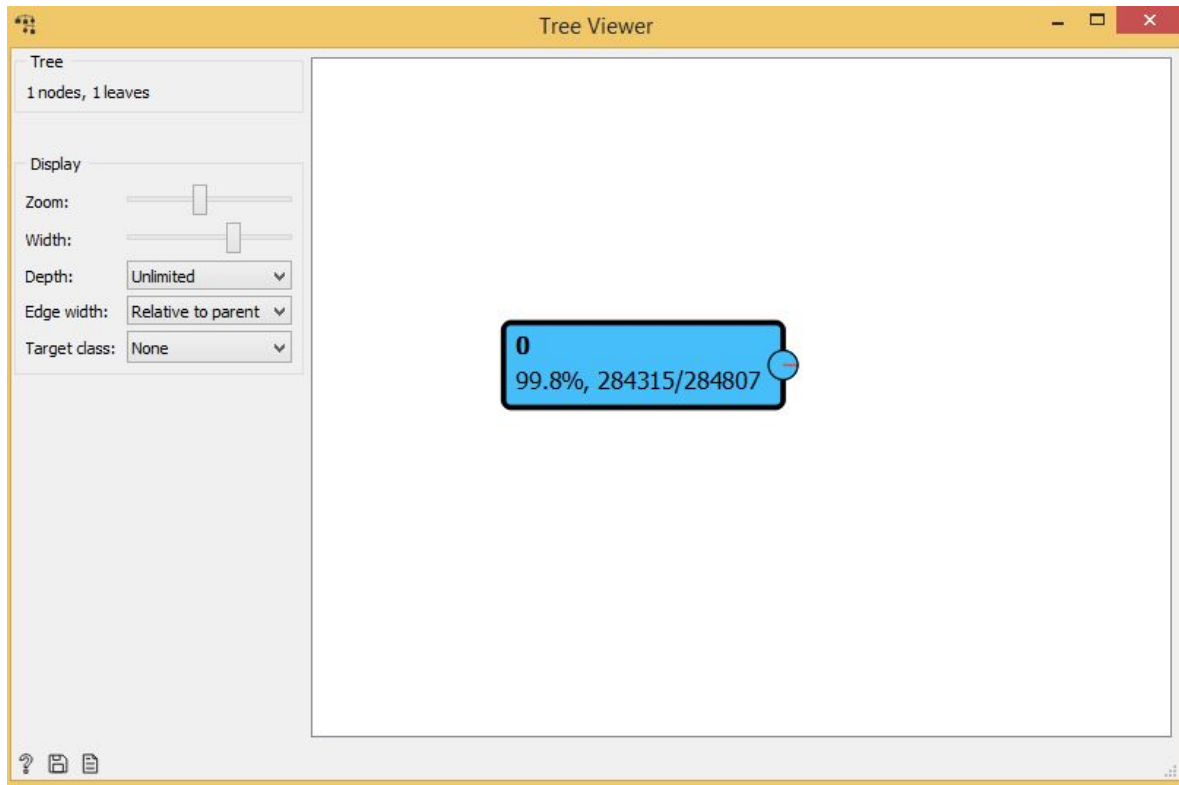 Tree Viewer
Tree
1 nodes, 1 leaves
Display
Zoom:
Width:
Depth: Unlimited
Edge width: Relative to parent
Target class: None
0
99.8%, 284315/284807
?